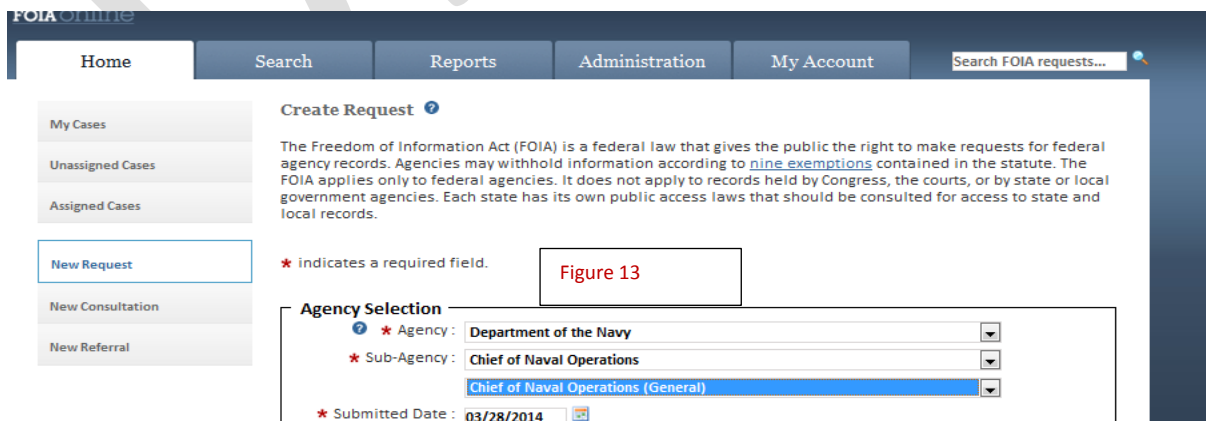 FOIAonline
Home Search Reports Administration My Account Search FOIA requests...
My Cases
Unassigned Cases
Assigned Cases
New Request
New Consultation
New Referral
Create Request ?
The Freedom of Information Act (FOIA) is a federal law that gives the public the right to make requests for federal
agency records. Agencies may withhold information according to nine exemptions contained in the statute. The
FOIA applies only to federal agencies. It does not apply to records held by Congress, the courts, or by state or local
government agencies. Each state has its own public access laws that should be consulted for access to state and
local records.
* indicates a required field.
Figure 13
Agency Selection
? * Agency : Department of the Navy
* Sub-Agency : Chief of Naval Operations
Chief of Naval Operations (General)
* Submitted Date : 03/28/2014